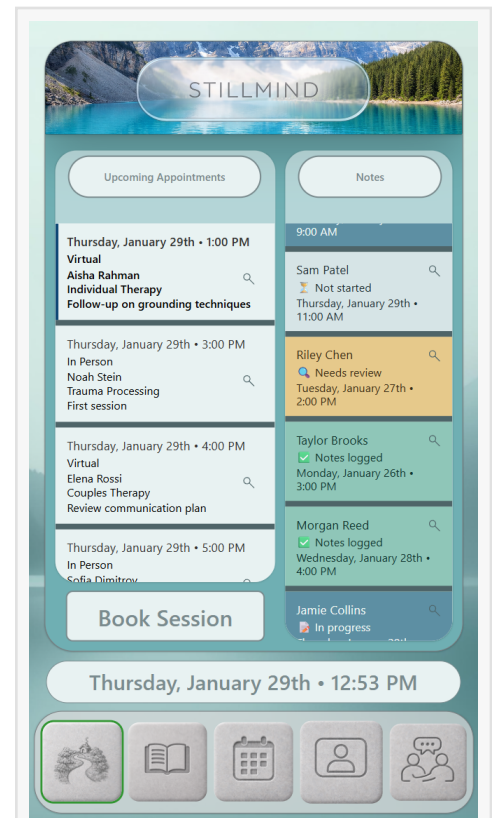 STILLMIND
Upcoming Appointments
Thursday, January 29th • 1:00 PM
Virtual
Aisha Rahman
Individual Therapy
Follow-up on grounding techniques
Thursday, January 29th • 3:00 PM
In Person
Noah Stein
Trauma Processing
First session
Thursday, January 29th • 4:00 PM
Virtual
Elena Rossi
Couples Therapy
Review communication plan
Thursday, January 29th • 5:00 PM
In Person
Sofia Dimitrov
Book Session
Notes
9:00 AM
Sam Patel
⏳ Not started
Thursday, January 29th •
11:00 AM
Riley Chen
🔍 Needs review
Tuesday, January 27th •
2:00 PM
Taylor Brooks
✅ Notes logged
Monday, January 26th •
3:00 PM
Morgan Reed
✅ Notes logged
Wednesday, January 28th •
4:00 PM
Jamie Collins
📝 In progress
Thursday, January 29th • 12:53 PM